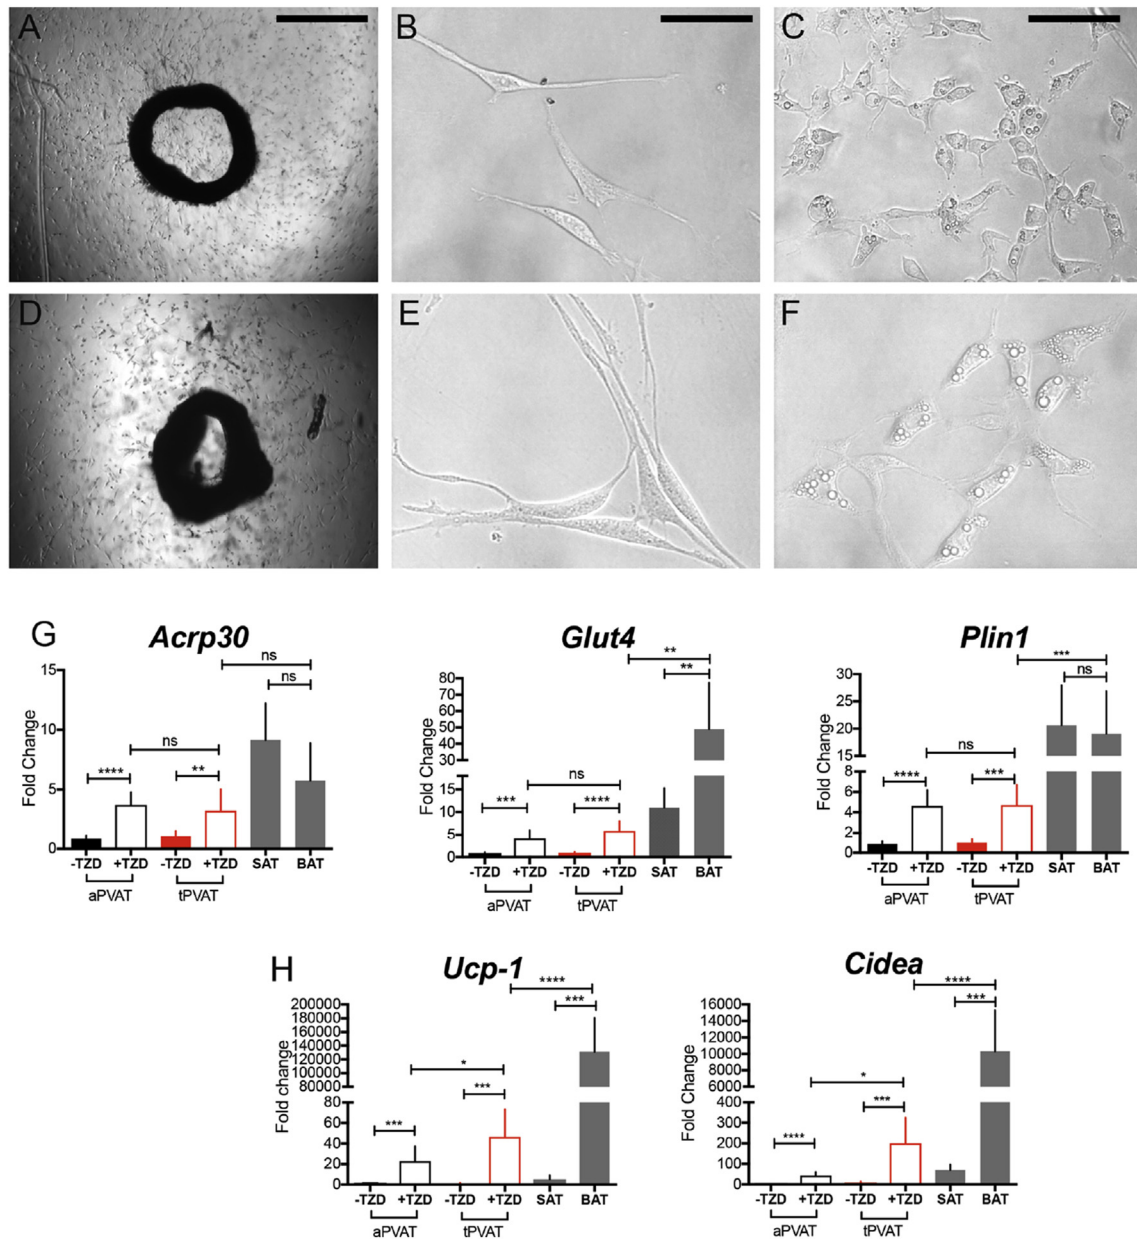 A B C
D E F
G
Acrp30 Glut4 Plin1
ns ns **** ns **
Fold Change
15
10
5
0
-TZD +TZD -TZD +TZD SAT BAT
aPVAT tPVAT
** ** ns *** ****
Fold Change
80
70
60
50
40
30
15
10
5
0
-TZD +TZD -TZD +TZD SAT BAT
aPVAT tPVAT
*** ns ns **** ***
Fold Change
30
25
20
15
8
6
4
2
0
-TZD +TZD -TZD +TZD SAT BAT
aPVAT tPVAT
H
Ucp-1 Cidea
**** *** * *** ***
Fold change
200000
180000
160000
140000
120000
100000
80000
80
60
40
20
0
-TZD +TZD -TZD +TZD SAT BAT
aPVAT tPVAT
**** *** * *** ****
Fold change
16000
14000
12000
10000
8000
6000
400
300
200
100
0
-TZD +TZD -TZD +TZD SAT BAT
aPVAT tPVAT